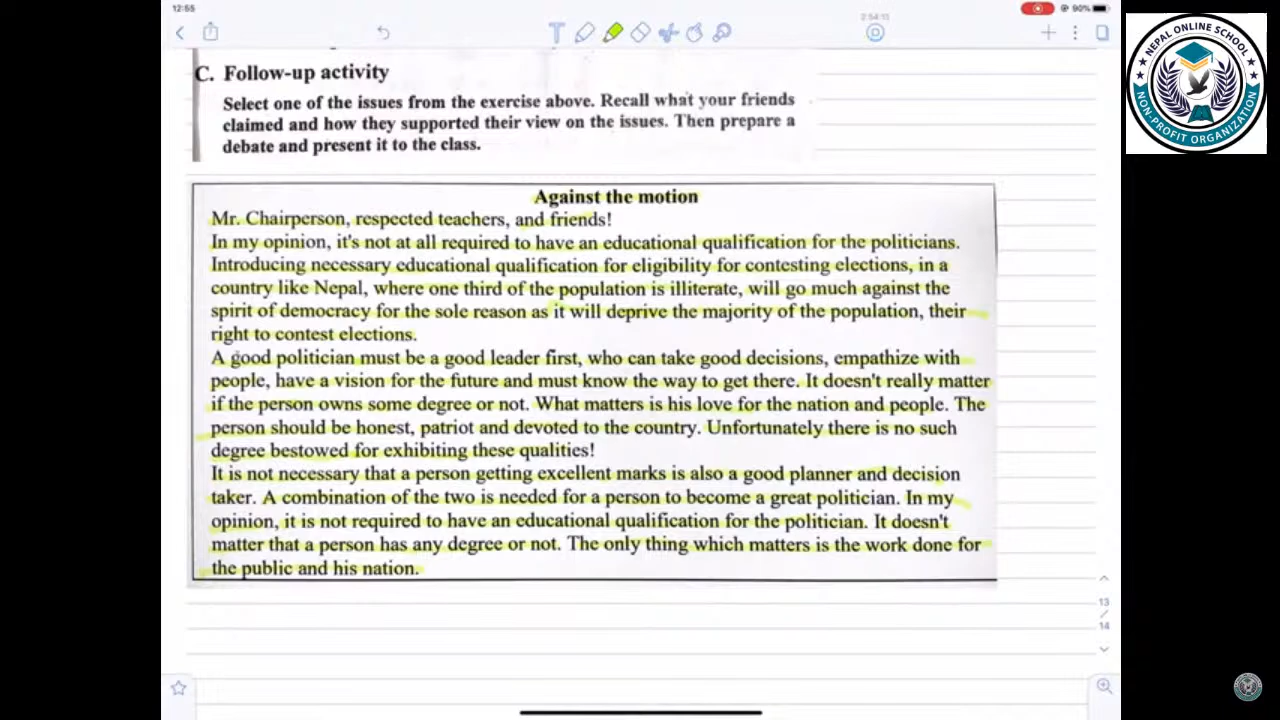 12:55
2:54:11
90%
NEPAL ONLINE SCHOOL
NON-PROFIT ORGANIZATION
C. Follow-up activity
Select one of the issues from the exercise above. Recall what your friends
claimed and how they supported their view on the issues. Then prepare a
debate and present it to the class.
Against the motion
Mr. Chairperson, respected teachers, and friends!
In my opinion, it's not at all required to have an educational qualification for the politicians.
Introducing necessary educational qualification for eligibility for contesting elections, in a
country like Nepal, where one third of the population is illiterate, will go much against the
spirit of democracy for the sole reason as it will deprive the majority of the population, their
right to contest elections.
A good politician must be a good leader first, who can take good decisions, empathize with
people, have a vision for the future and must know the way to get there. It doesn't really matter
if the person owns some degree or not. What matters is his love for the nation and people. The
person should be honest, patriot and devoted to the country. Unfortunately there is no such
degree bestowed for exhibiting these qualities!
It is not necessary that a person getting excellent marks is also a good planner and decision
taker. A combination of the two is needed for a person to become a great politician. In my
opinion, it is not required to have an educational qualification for the politician. It doesn't
matter that a person has any degree or not. The only thing which matters is the work done for
the public and his nation.
13
/
14